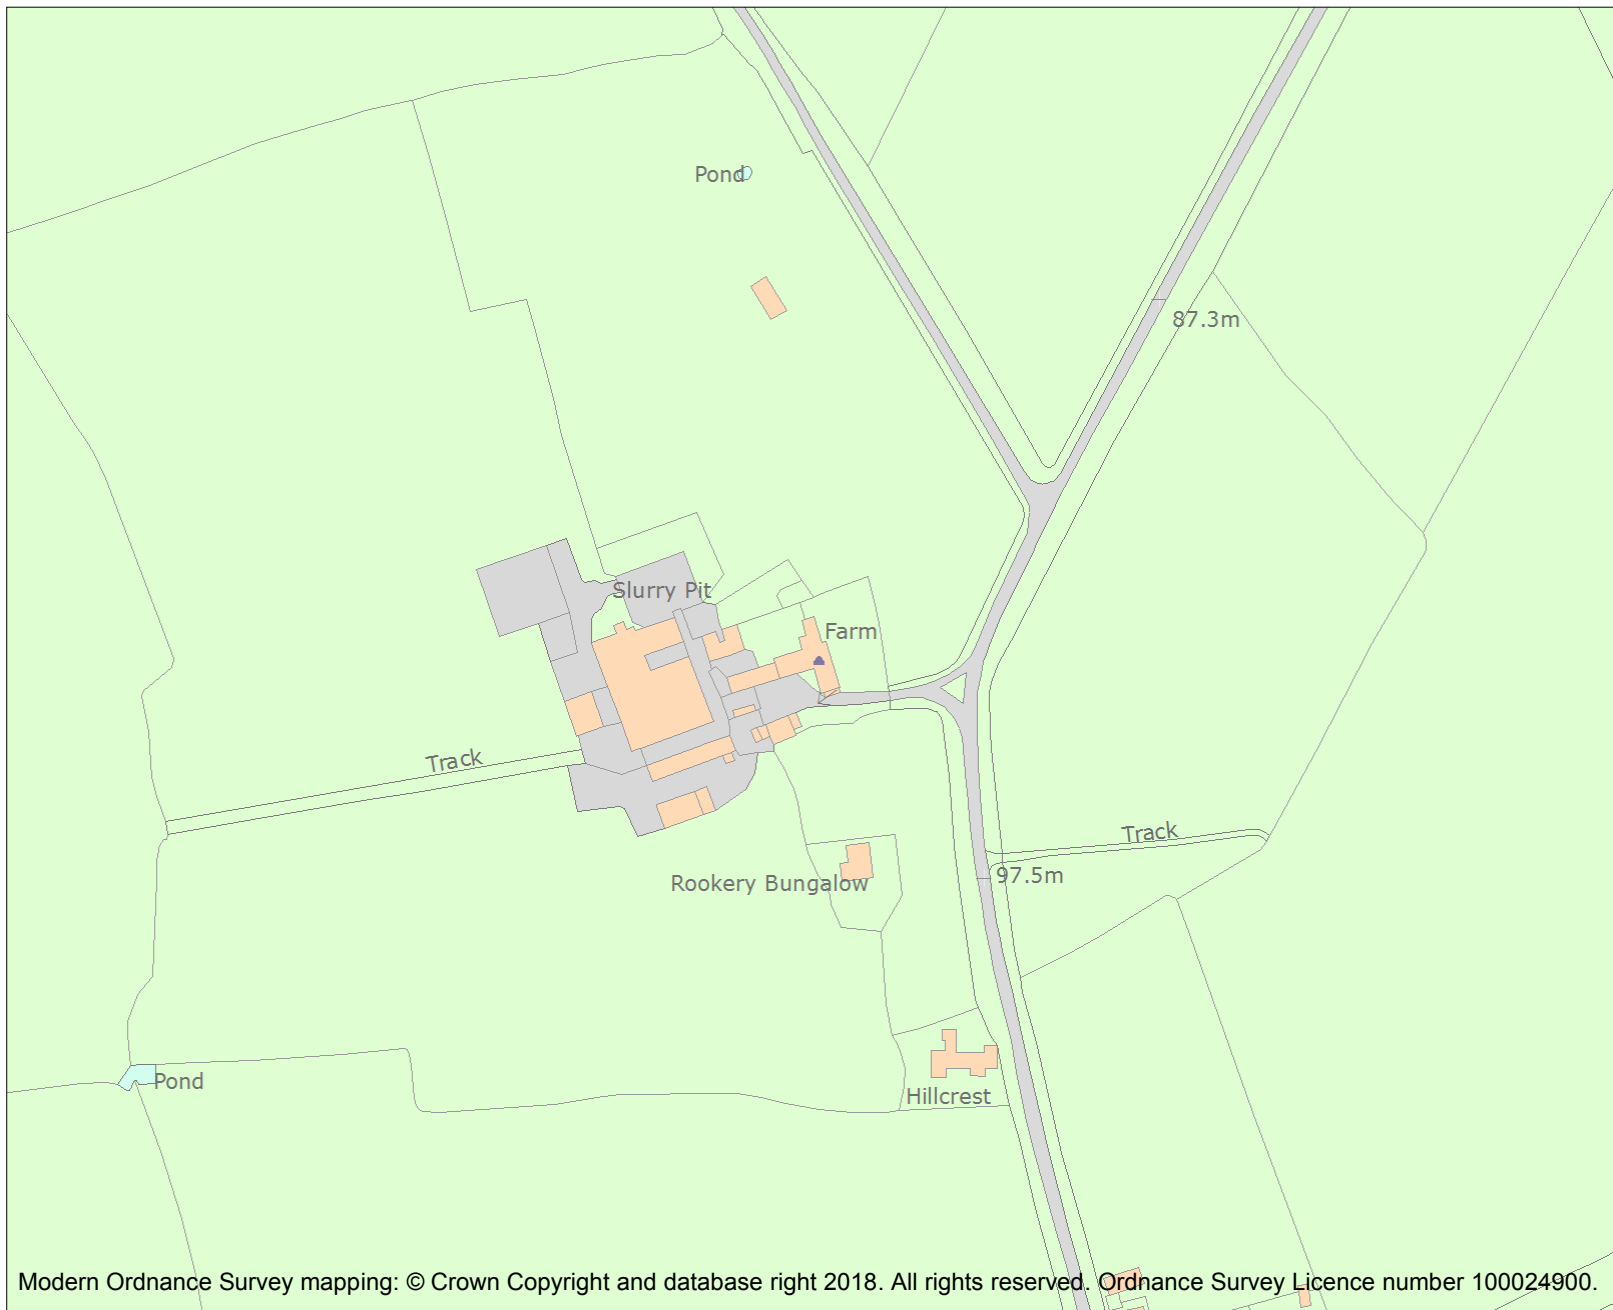 Pond
87.3m
Slurry Pit
Farm
Track
Track
97.5m
Rookery Bungalow
Pond
Hillcrest
Modern Ordnance Survey mapping: © Crown Copyright and database right 2018. All rights reserved. Ordnance Survey Licence number 100024900.